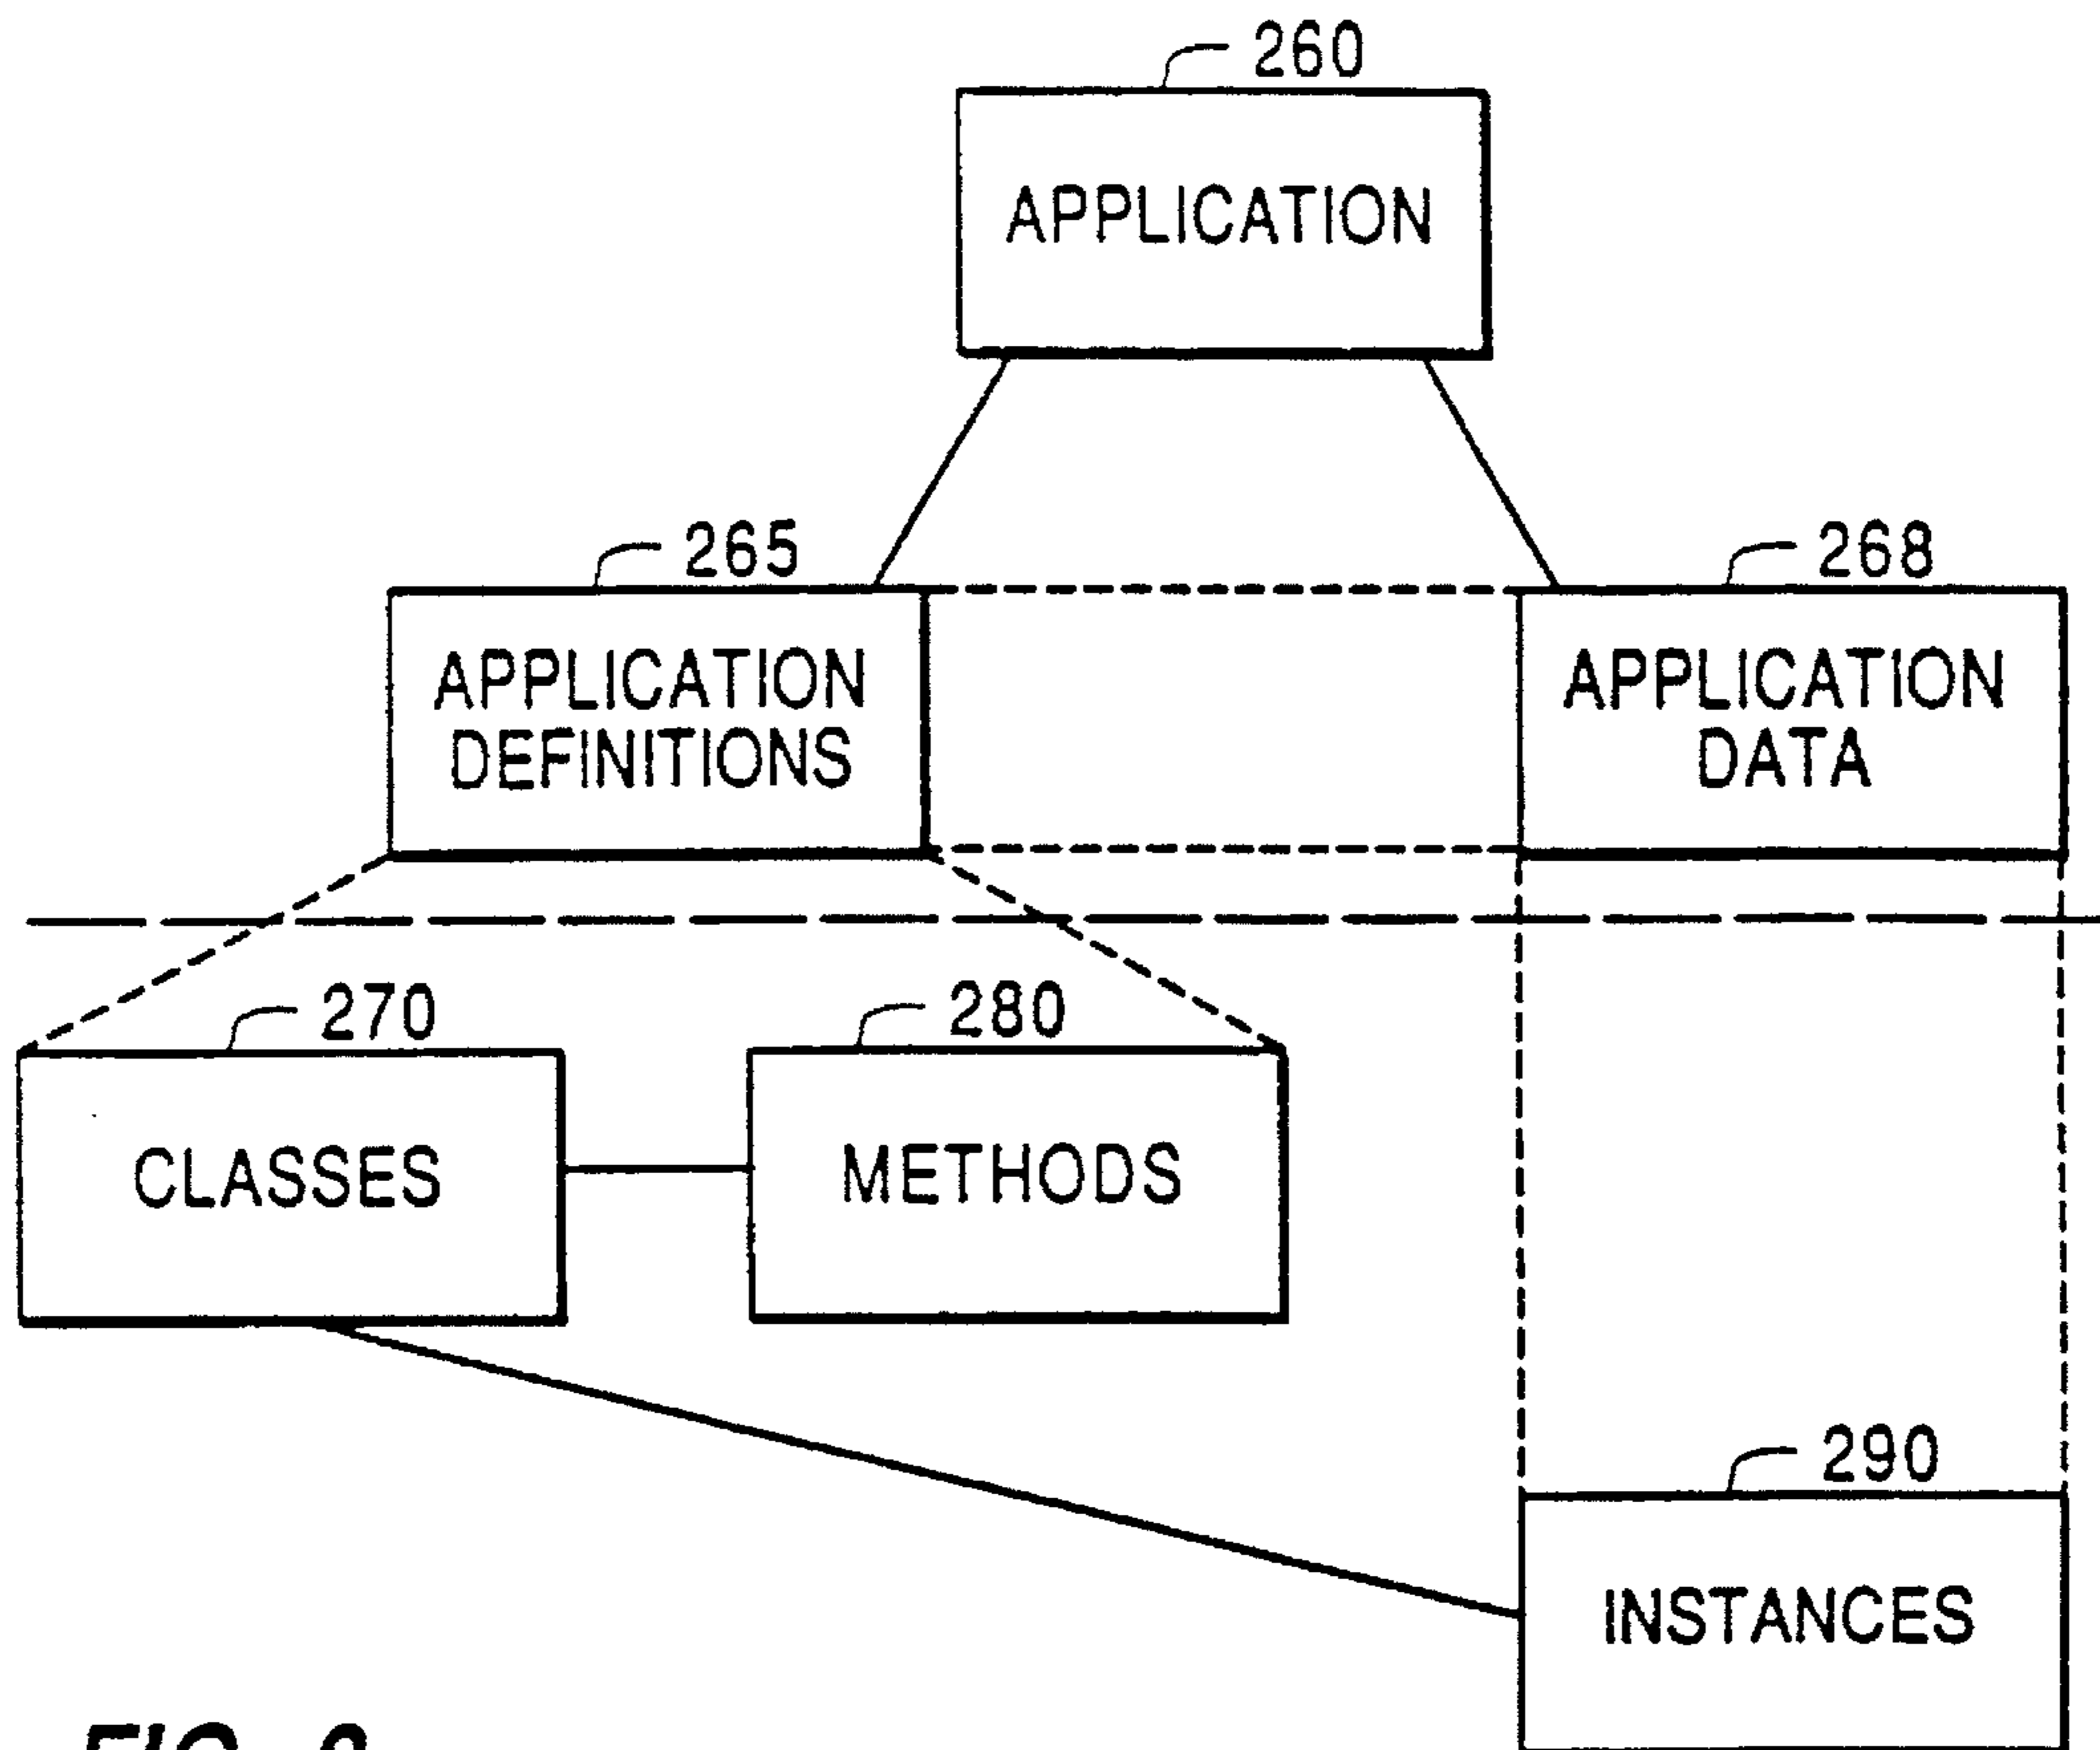 260
APPLICATION
265
268
APPLICATION
DEFINITIONS
APPLICATION
DATA
270
280
CLASSES
METHODS
290
INSTANCES